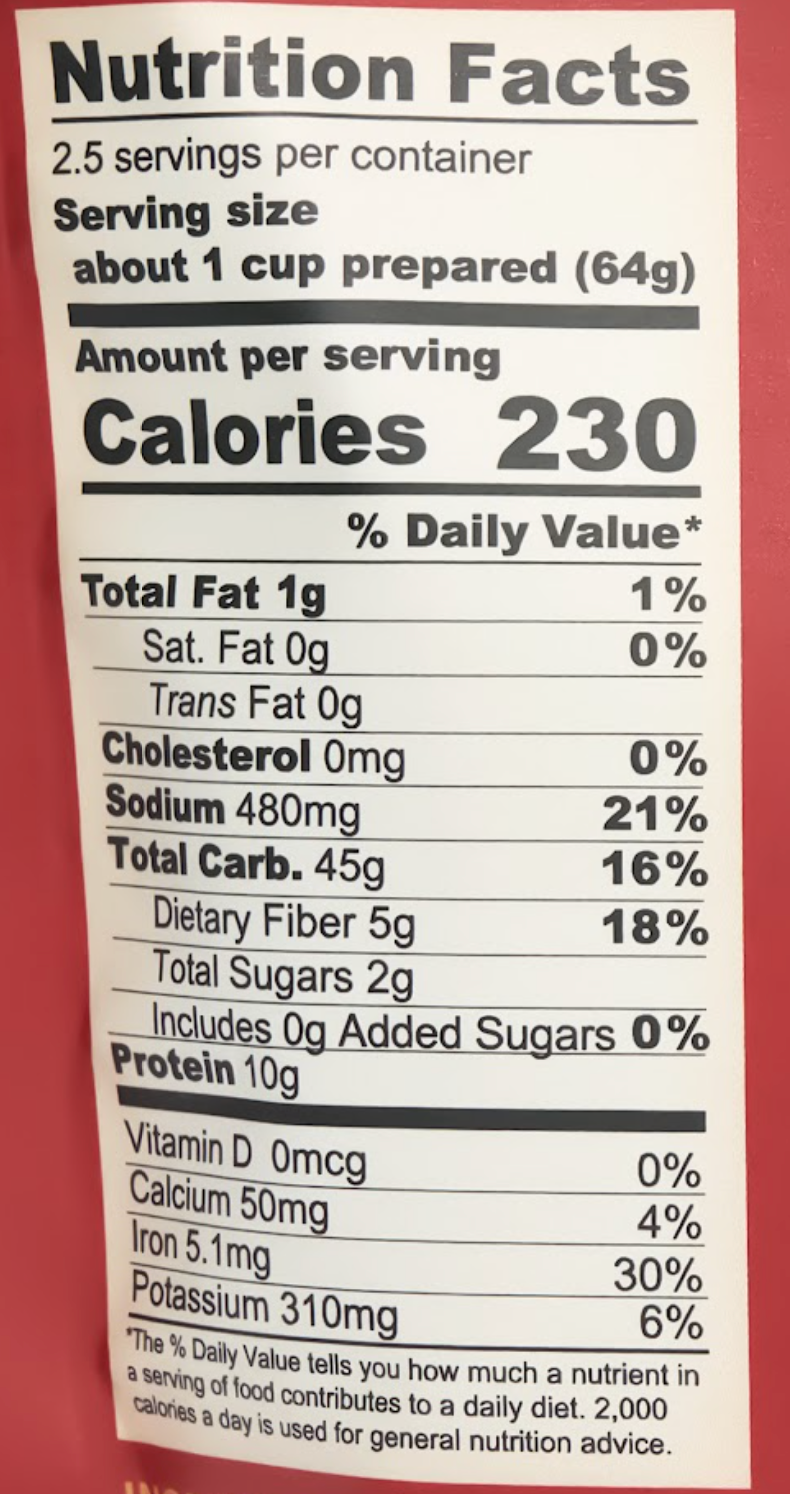 Nutrition Facts
2.5 servings per container
Serving size
about 1 cup prepared (64g)
Amount per serving
Calories 230
% Daily Value*
Total Fat 1g 1%
Sat. Fat 0g 0%
Trans Fat 0g
Cholesterol 0mg 0%
Sodium 480mg 21%
Total Carb. 45g 16%
Dietary Fiber 5g 18%
Total Sugars 2g
Includes 0g Added Sugars 0%
Protein 10g
Vitamin D 0mcg 0%
Calcium 50mg 4%
Iron 5.1mg 30%
Potassium 310mg 6%
*The % Daily Value tells you how much a nutrient in
a serving of food contributes to a daily diet. 2,000
calories a day is used for general nutrition advice.